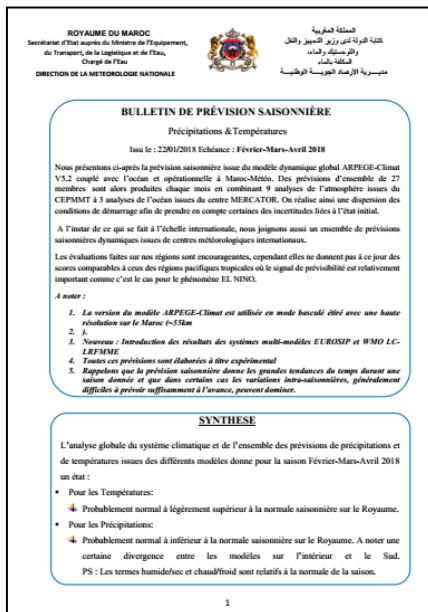 ROYAUME DU MAROC
Secrétariat d'Etat auprès du Ministre de l'Equipement,
du Transport, de la Logistique et de l'Eau,
Chargé de l'Eau
DIRECTION DE LA METEOROLOGIE NATIONALE
المملكة المغربية
كتابة الدولة لدى وزير التجهيز والنقل
واللوجستيك والماء،
المكلفة بالماء
مديـــرية الأرصاد الجويـــة الوطنيـــة
BULLETIN DE PRÉVISION SAISONNIÈRE
Précipitations &Températures
Issu le : 22/01/2018 Echéance : Février-Mars-Avril 2018
Nous présentons ci-après la prévision saisonnière issue du modèle dynamique global ARPEGE-Climat
V5.2 couplé avec l'océan et opérationnelle à Maroc-Météo. Des prévisions d'ensemble de 27
membres sont alors produites chaque mois en combinant 9 analyses de l'atmosphère issues du
CEPMMT à 3 analyses de l'océan issues du centre MERCATOR. On réalise ainsi une dispersion des
conditions de démarrage afin de prendre en compte certaines des incertitudes liées à l'état initial.
A l'instar de ce qui se fait à l'échelle internationale, nous joignons aussi un ensemble de prévisions
saisonnières dynamiques issues de centres météorologiques internationaux.
Les évaluations faites sur nos régions sont encourageantes, cependant elles ne donnent pas à ce jour des
scores comparables à ceux des régions pacifiques tropicales où le signal de prévisibilité est relativement
important comme c'est le cas pour le phénomène EL NINO.
A noter :
1. La version du modèle ARPEGE-Climat est utilisée en mode basculé étiré avec une haute
résolution sur le Maroc (~55km
2. ).
3. Nouveau : Introduction des résultats des systèmes multi-modèles EUROSIP et WMO LC-
LRFMME
4. Toutes ces prévisions sont élaborées à titre expérimental
5. Rappelons que la prévision saisonnière donne les grandes tendances du temps durant une
saison donnée et que dans certains cas les variations intra-saisonnières, généralement
difficiles à prévoir suffisamment à l'avance, peuvent dominer.
SYNTHESE
L'analyse globale du système climatique et de l'ensemble des prévisions de précipitations et
de températures issues des différents modèles donne pour la saison Février-Mars-Avril 2018
un état :
• Pour les Températures:
Probablement normal à légèrement supérieur à la normale saisonnière sur le Royaume.
• Pour les Précipitations:
Probablement normal à inférieur à la normale saisonnière sur le Royaume. A noter une
certaine divergence entre les modèles sur l'intérieur et le Sud.
PS : Les termes humide/sec et chaud/froid sont relatifs à la normale de la saison.
1